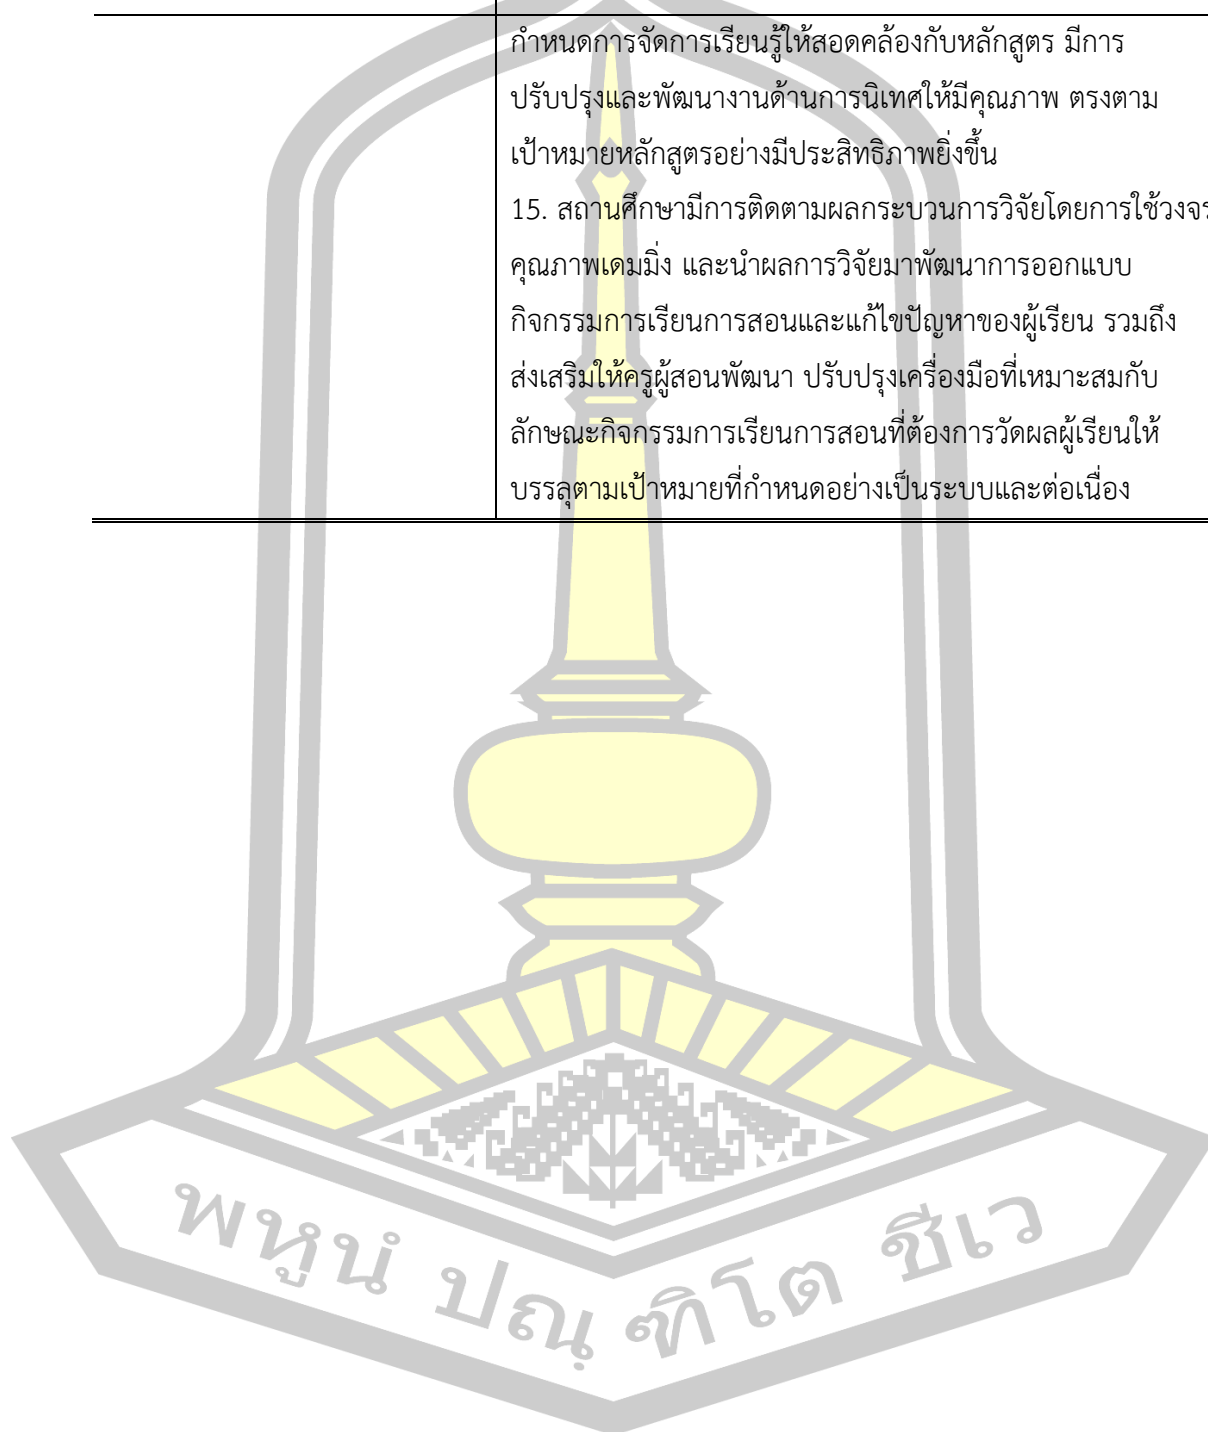 กำหนดการจัดการเรียนรู้ให้สอดคล้องกับหลักสูตร มีการ
ปรับปรุงและพัฒนางานด้านการนิเทศให้มีคุณภาพ ตรงตาม
เป้าหมายหลักสูตรอย่างมีประสิทธิภาพยิ่งขึ้น
15. สถานศึกษามีการติดตามผลกระบวนการวิจัยโดยการใช้วงจร
คุณภาพเดมมิ่ง และนำผลการวิจัยมาพัฒนาการออกแบบ
กิจกรรมการเรียนการสอนและแก้ไขปัญหาของผู้เรียน รวมถึง
ส่งเสริมให้ครูผู้สอนพัฒนา ปรับปรุงเครื่องมือที่เหมาะสมกับ
ลักษณะกิจกรรมการเรียนการสอนที่ต้องการวัดผลผู้เรียนให้
บรรลุตามเป้าหมายที่กำหนดอย่างเป็นระบบและต่อเนื่อง
พหูนํ ปณฺฑิโต ชีเว